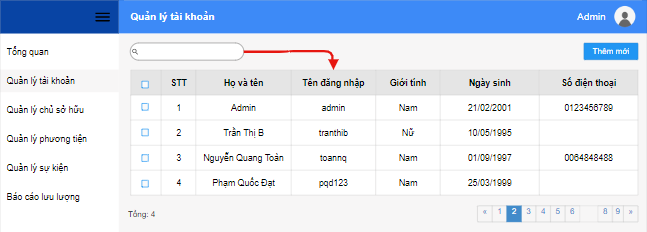 Quản lý tài khoản
Admin
Tổng quan
Quản lý tài khoản
Quản lý chủ sở hữu
Quản lý phương tiện
Quản lý sự kiện
Báo cáo lưu lượng
Thêm mới
STT Họ và tên Tên đăng nhập Giới tính Ngày sinh Số điện thoại
1 Admin admin Nam 21/02/2001 0123456789
2 Trần Thị B tranthib Nữ 10/05/1995
3 Nguyễn Quang Toản toannq Nam 01/09/1997 0064848488
4 Phạm Quốc Đạt pqd123 Nam 25/03/1999
Tổng: 4
« 1 2 3 4 5 6 8 9 »